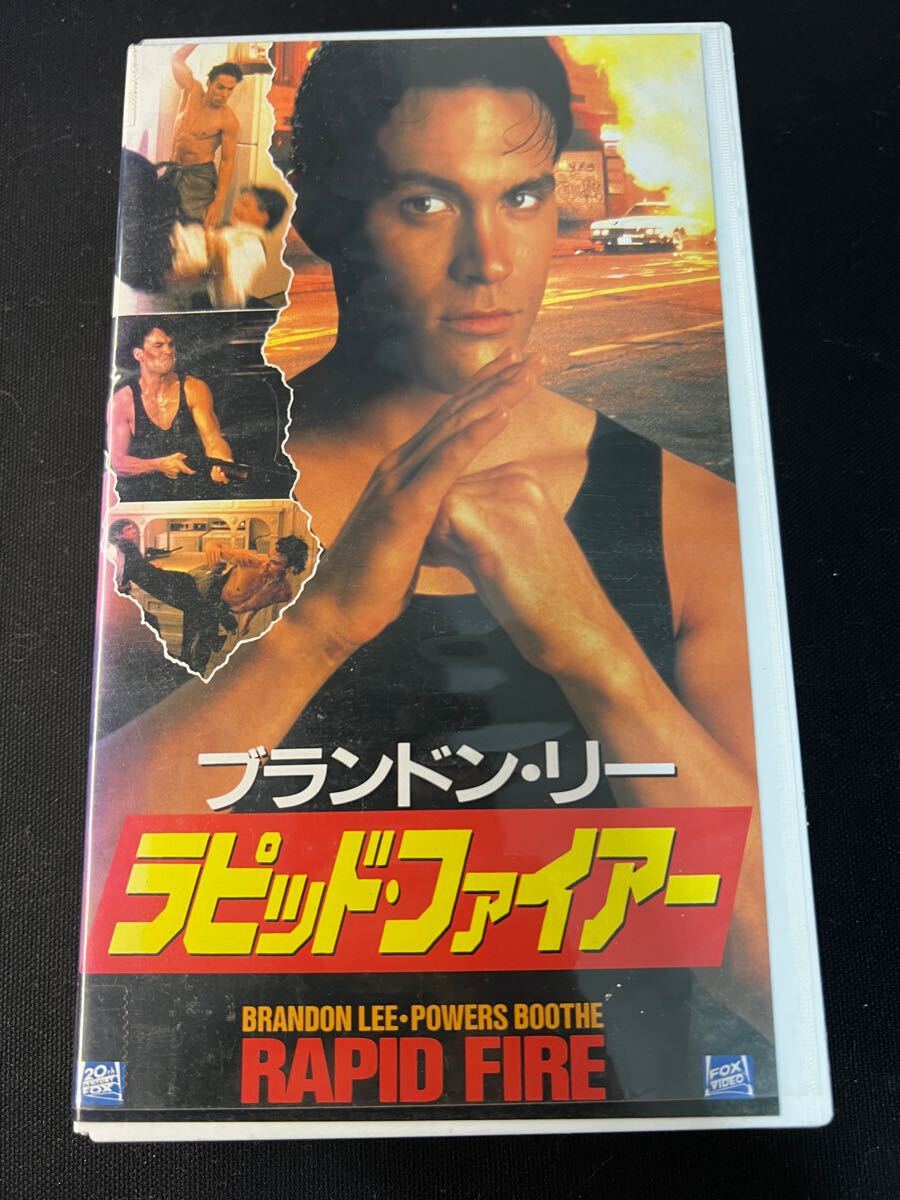 ブランドン・リー
ラピッド・ファイアー
BRANDON LEE・POWERS BOOTHE
RAPID FIRE
20th
CENTURY
FOX
FOX
VIDEO